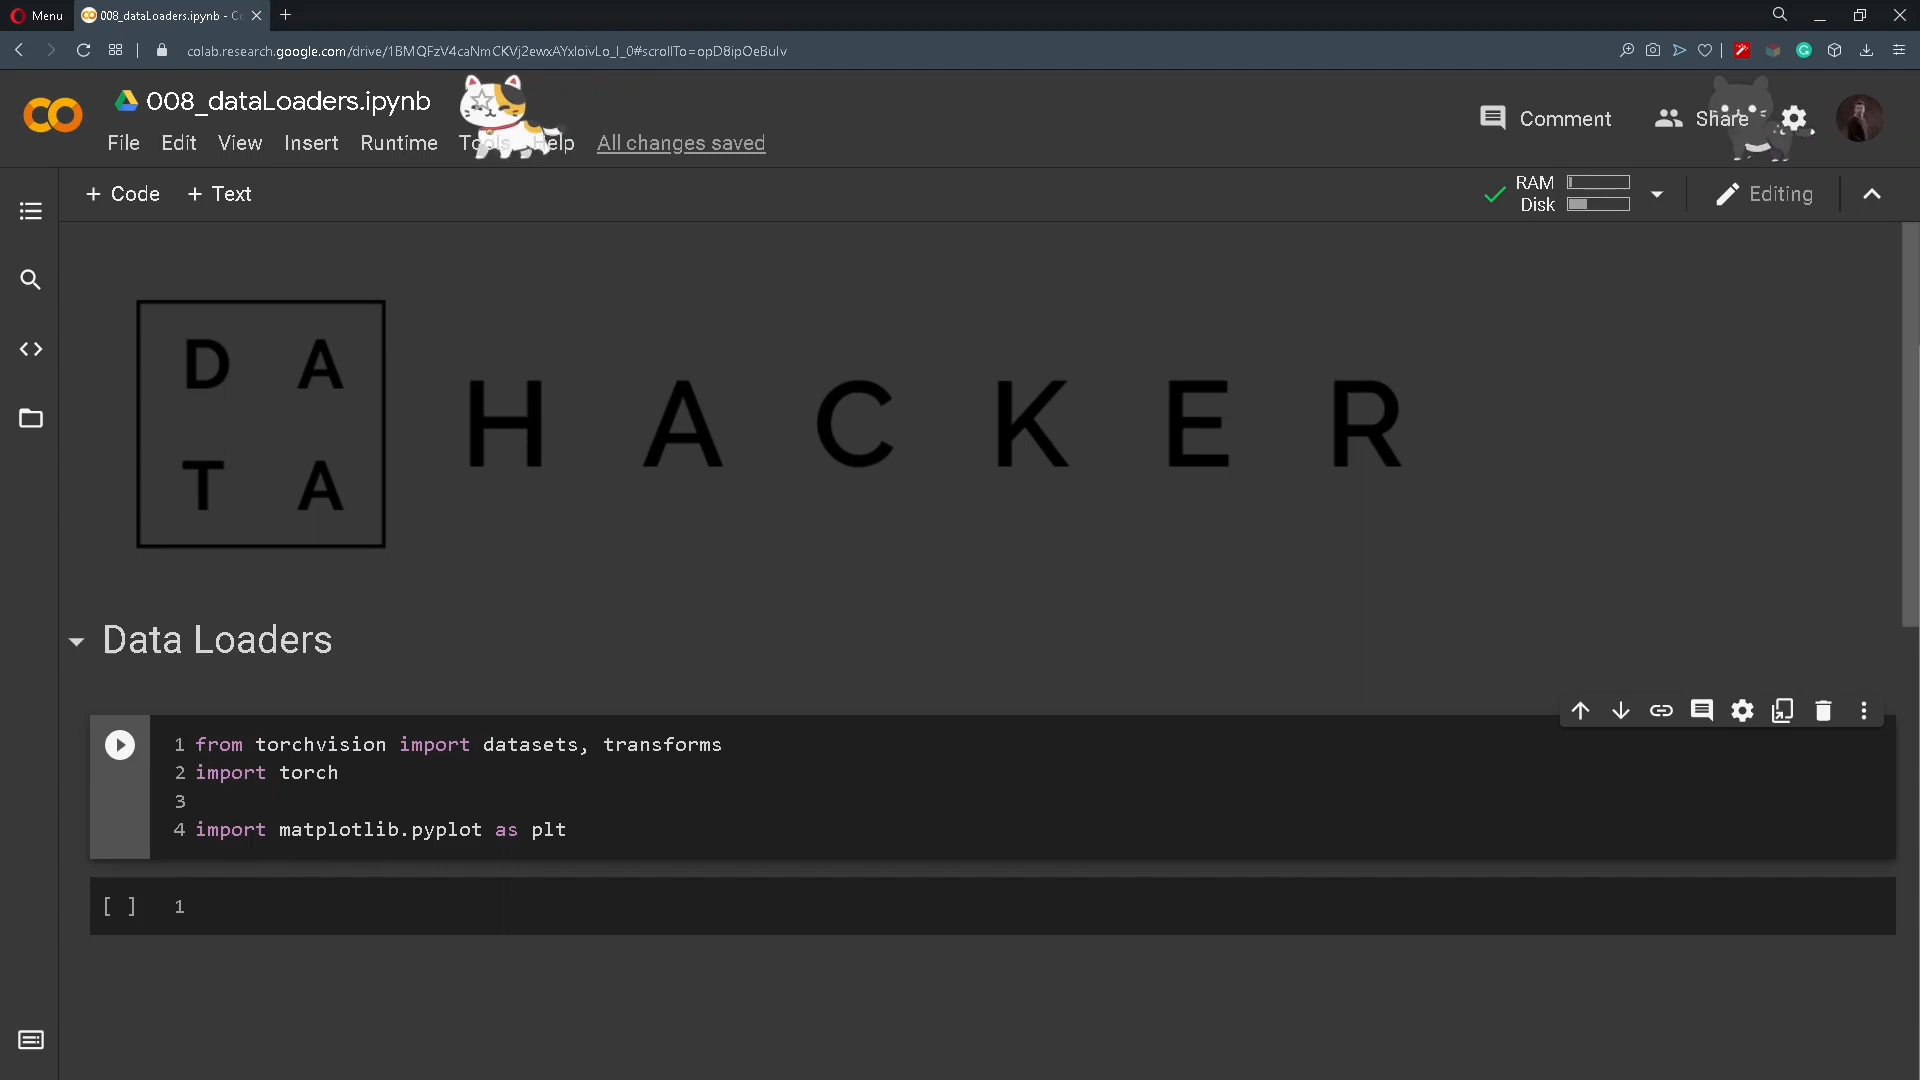 Menu
008_dataLoaders.ipynb - Co
colab.research.google.com/drive/1BMQFzV4caNmCKVj2ewxAYxloivLo_l_0#scrollTo=opD8ipOeBulv
008_dataLoaders.ipynb
File Edit View Insert Runtime Tools Help All changes saved
Comment
Share
+ Code + Text
RAM
Disk
Editing
D A
T A
H A C K E R
Data Loaders
1 from torchvision import datasets, transforms
2 import torch
3
4 import matplotlib.pyplot as plt
[ ] 1